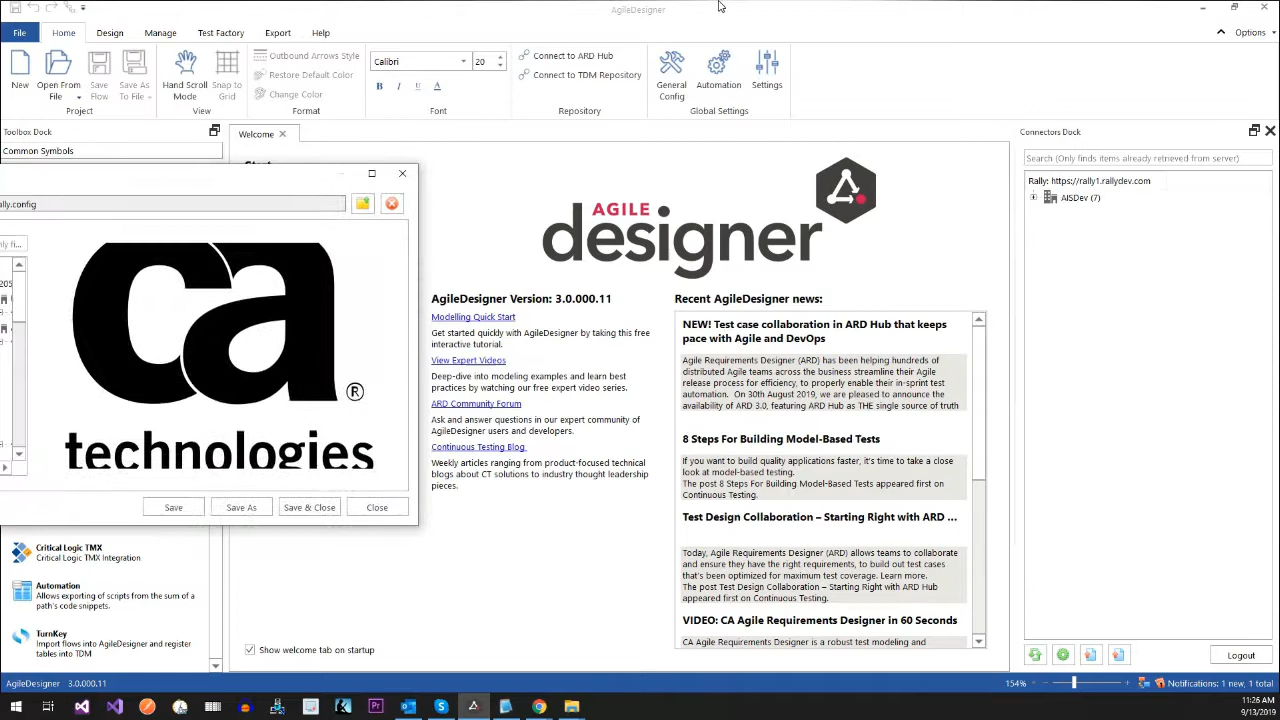 AgileDesigner
File Home Design Manage Test Factory Export Help Options
New Open From File Save Flow Save As To File
Project
Hand Scroll Mode Snap to Grid
View
Outbound Arrows Style
Restore Default Color
Change Color
Format
Calibri 20
B I U A
Font
Connect to ARD Hub
Connect to TDM Repository
Repository
General Config Automation Settings
Global Settings
Toolbox Dock
Common Symbols
Welcome
ally.config
nly fi...
205
ca
®
technologies
Save Save As Save & Close Close
Critical Logic TMX
Critical Logic TMX Integration
Automation
Allows exporting of scripts from the sum of a
path's code snippets.
TurnKey
Import flows into AgileDesigner and register
tables into TDM
AGILE
designer
AgileDesigner Version: 3.0.000.11
Modelling Quick Start
Get started quickly with AgileDesigner by taking this free
interactive tutorial.
View Expert Videos
Deep-dive into modeling examples and learn best
practices by watching our free expert video series.
ARD Community Forum
Ask and answer questions in our expert community of
AgileDesigner users and developers.
Continuous Testing Blog
Weekly articles ranging from product-focused technical
blogs about CT solutions to industry thought leadership
pieces.
Show welcome tab on startup
Recent AgileDesigner news:
NEW! Test case collaboration in ARD Hub that keeps
pace with Agile and DevOps
Agile Requirements Designer (ARD) has been helping hundreds of
distributed Agile teams across the business streamline their Agile
release process for efficiency, to properly enable their in-sprint test
automation. On 30th August 2019, we are pleased to announce the
availability of ARD 3.0, featuring ARD Hub as THE single source of truth
8 Steps For Building Model-Based Tests
If you want to build quality applications faster, it's time to take a close
look at model-based testing.
The post 8 Steps For Building Model-Based Tests appeared first on
Continuous Testing.
Test Design Collaboration – Starting Right with ARD ...
Today, Agile Requirements Designer (ARD) allows teams to collaborate
and ensure they have the right requirements, to build out test cases
that's been optimized for maximum test coverage. Learn more.
The post Test Design Collaboration – Starting Right with ARD Hub
appeared first on Continuous Testing.
VIDEO: CA Agile Requirements Designer in 60 Seconds
CA Agile Requirements Designer is a robust test modeling and
Connectors Dock
Search (Only finds items already retrieved from server)
Rally: https://rally1.rallydev.com
AISDev (7)
Logout
AgileDesigner 3.0.000.11
154% Notifications: 1 new, 1 total
Pr
11:26 AM
9/13/2019